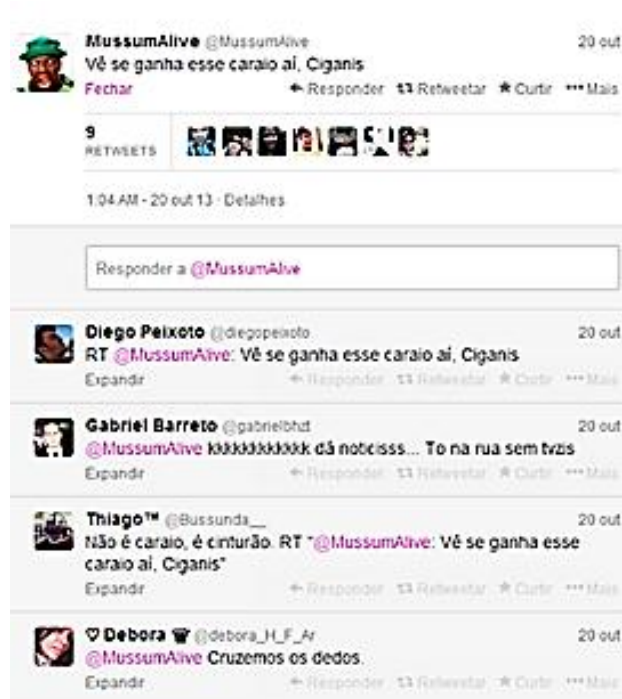 MussumAlive @MussumAlive 20 out
Vê se ganha esse caraio aí, Ciganis
Fechar Responder Retweetar Curtir Mais
9
RETWEETS
1:04 AM - 20 out 13 · Detalhes
Responder a @MussumAlive
Diego Peixoto @diegopeixoto 20 out
RT @MussumAlive: Vê se ganha esse caraio aí, Ciganis
Expandir Responder Retweetar Curtir Mais
Gabriel Barreto @gabrielbhzt 20 out
@MussumAlive kkkkkkkkkkk dá noticisss... To na rua sem tvzis
Expandir Responder Retweetar Curtir Mais
Thiago™ @Bussunda__ 20 out
Não é caraio, é cinturão. RT "@MussumAlive: Vê se ganha esse
caraio aí, Ciganis"
Expandir Responder Retweetar Curtir Mais
♡ Debora @debora_H_F_Ar 20 out
@MussumAlive Cruzemos os dedos.
Expandir Responder Retweetar Curtir Mais